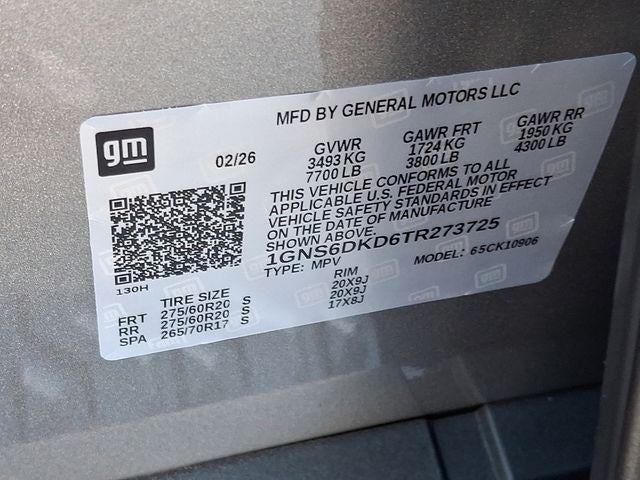 MFD BY GENERAL MOTORS LLC
gm
02/26
GVWR GAWR FRT GAWR RR
3493 KG 1724 KG 1950 KG
7700 LB 3800 LB 4300 LB
THIS VEHICLE CONFORMS TO ALL
APPLICABLE U.S. FEDERAL MOTOR
VEHICLE SAFETY STANDARDS IN EFFECT
ON THE DATE OF MANUFACTURE
SHOWN ABOVE.
1GNS6DKD6TR273725
TYPE: MPV MODEL: 65CK10906
130H
TIRE SIZE RIM
FRT 275/60R20 S 20X9J
RR 275/60R20 S 20X9J
SPA 265/70R17 S 17X8J